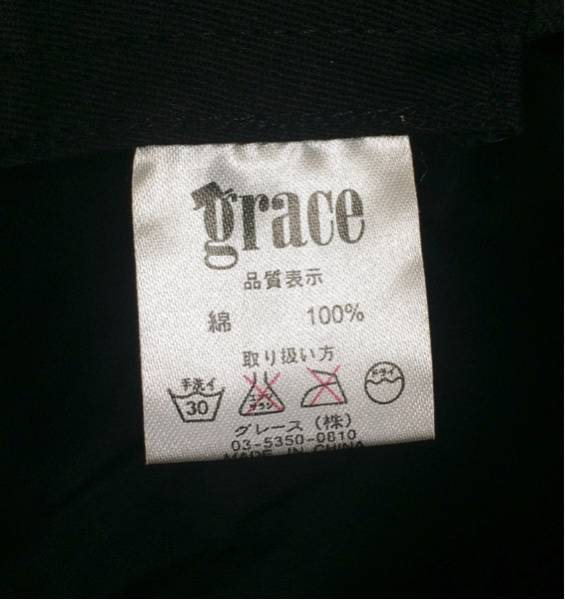 grace
品質表示
綿 100%
取り扱い方
手洗イ エンソサラシ ドライ
30
グレース (株)
03-5350-0810
MADE IN CHINA